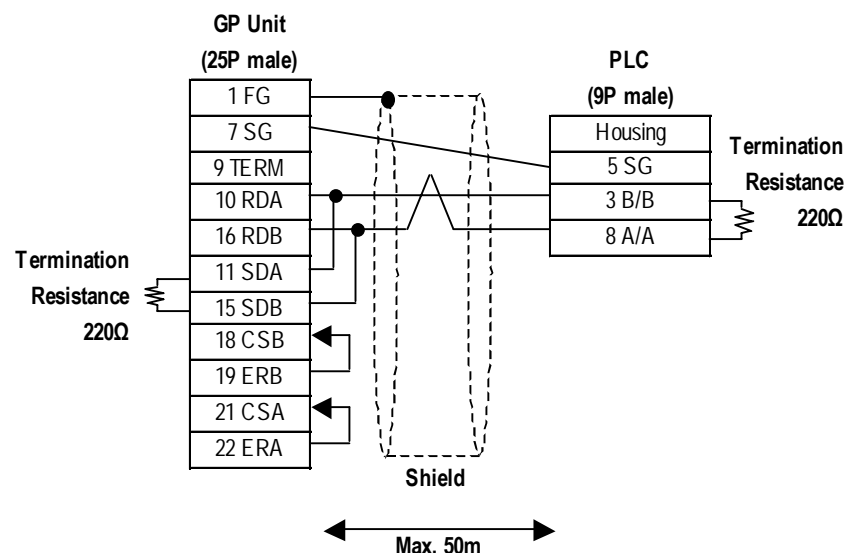 GP Unit
(25P male)
1 FG
7 SG
9 TERM
10 RDA
16 RDB
11 SDA
15 SDB
18 CSB
19 ERB
21 CSA
22 ERA
Termination
Resistance
220Ω
Shield
Max. 50m
PLC
(9P male)
Housing
5 SG
3 B/B
8 A/A
Termination
Resistance
220Ω